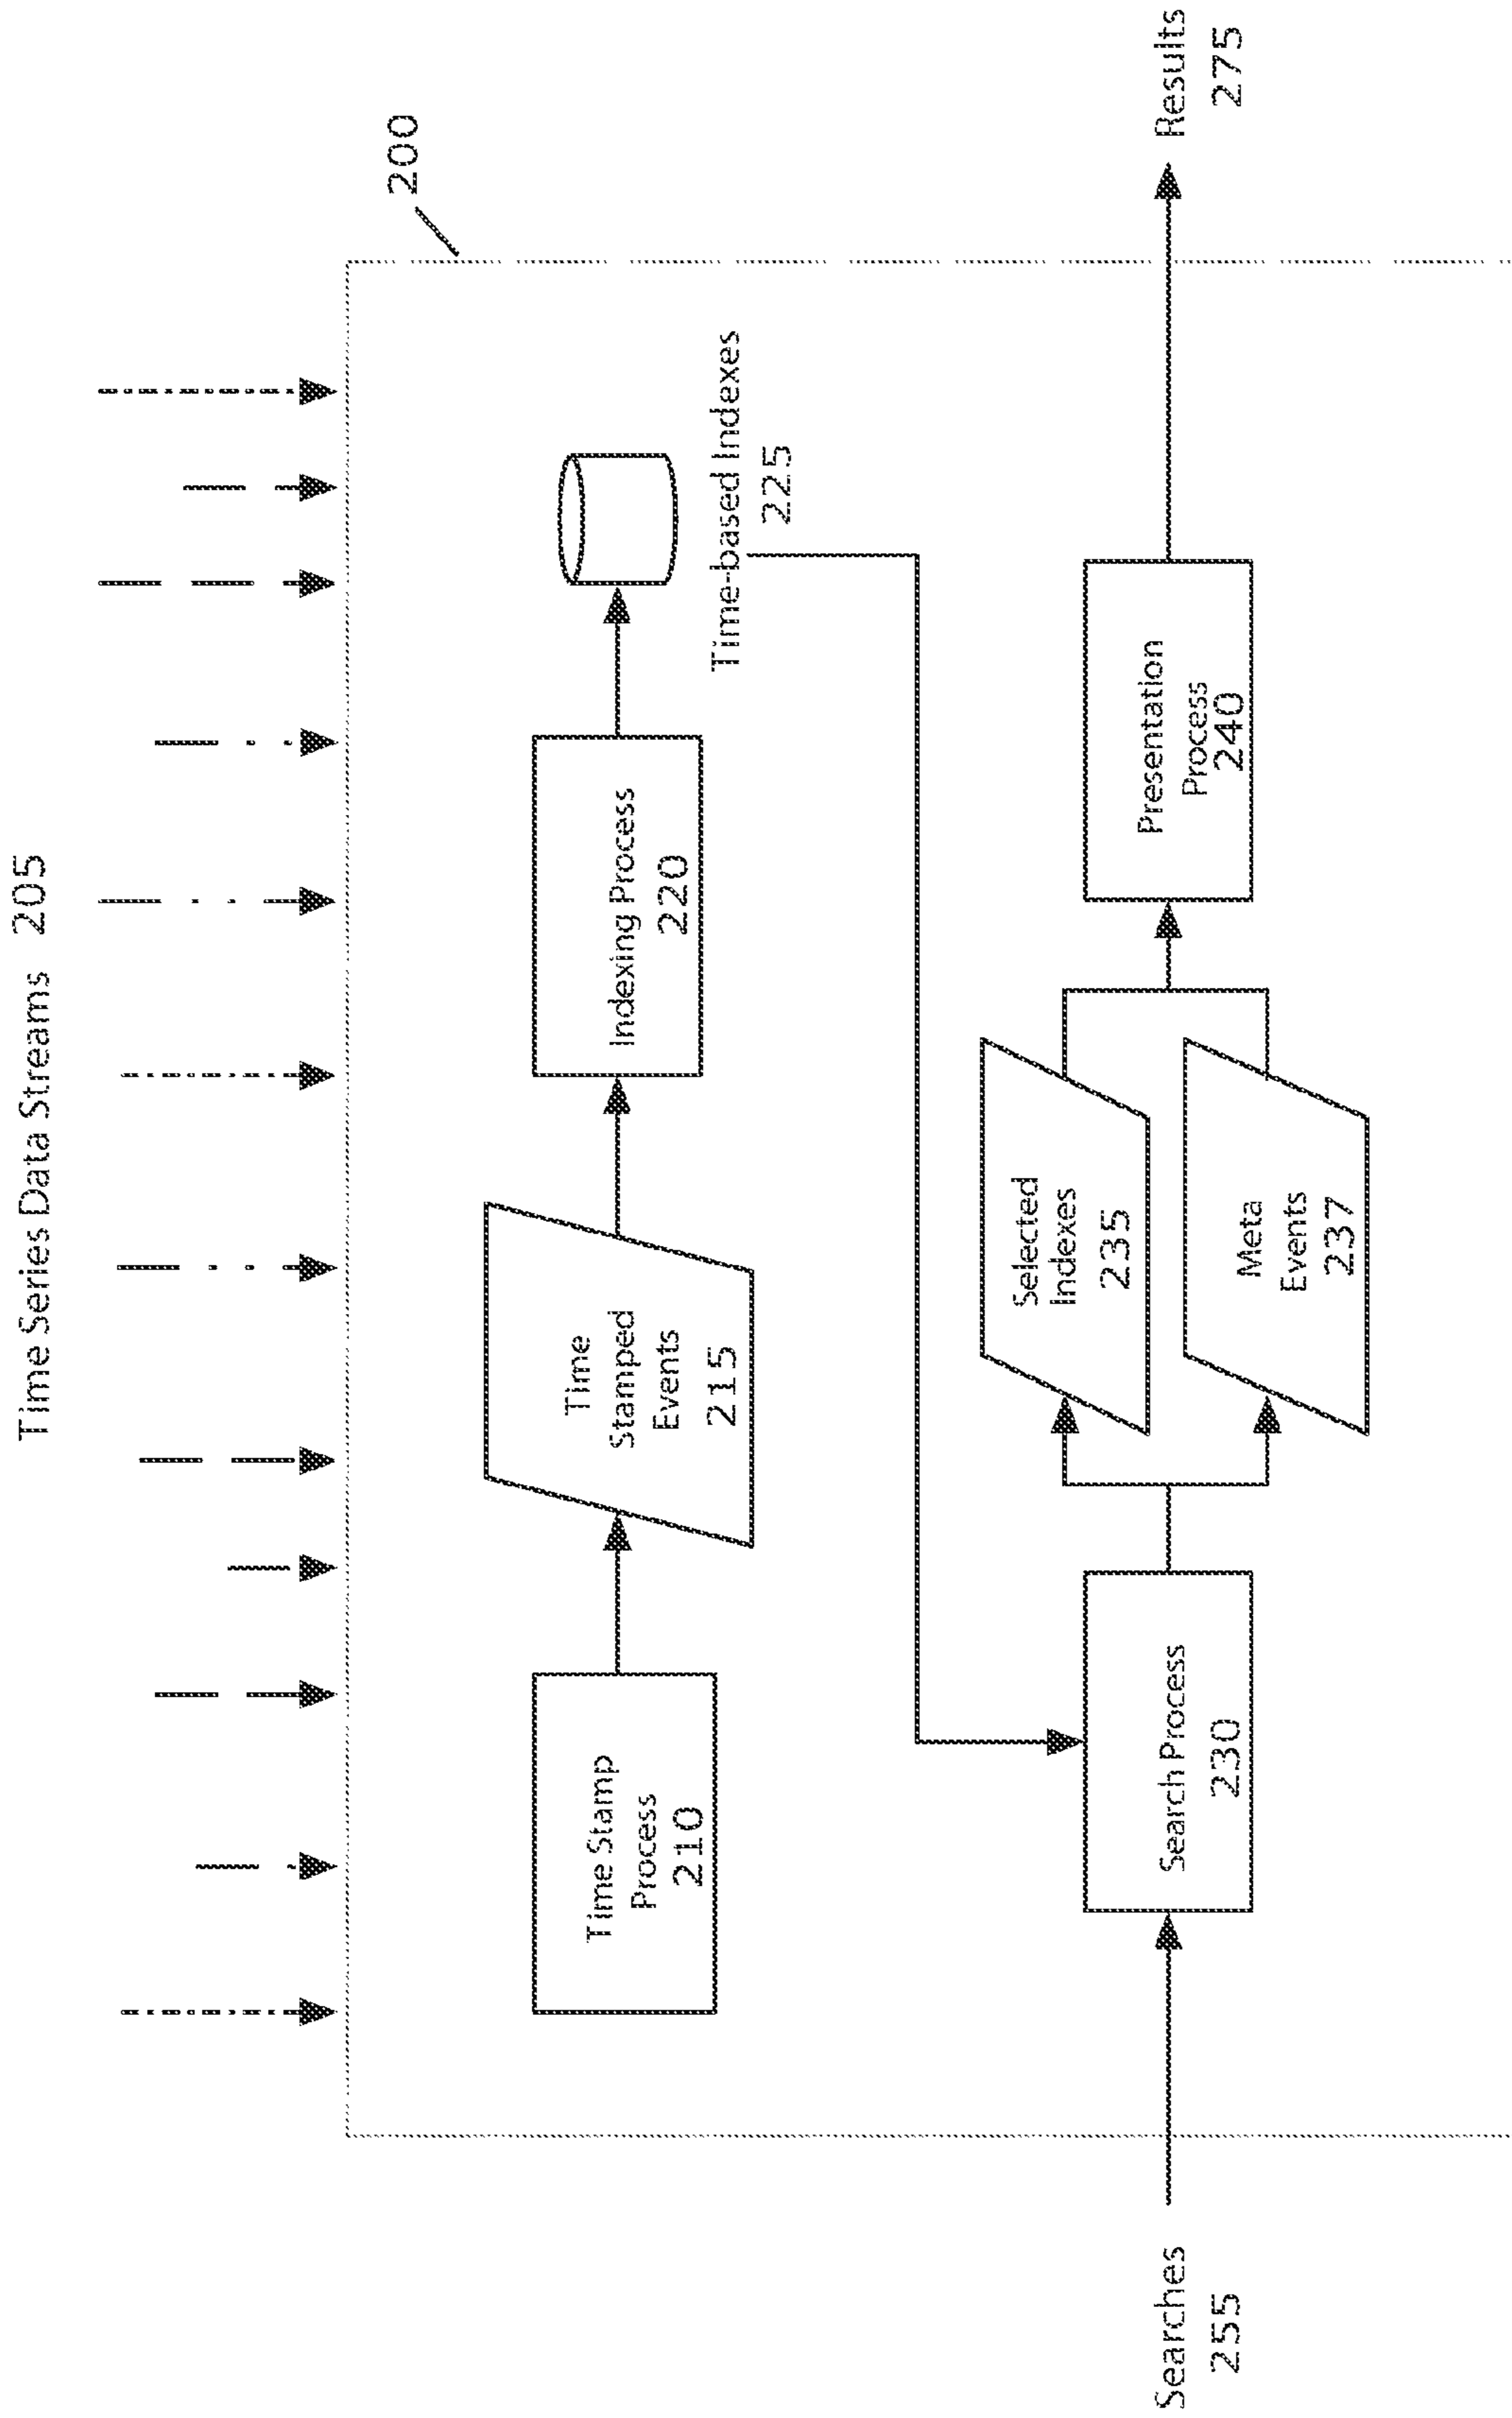 Time Series Data Streams 205
200
Time Stamp
Process
210
Time
Stamped
Events
215
Indexing Process
220
Time-based Indexes
225
Searches
255
Search Process
230
Selected
Indexes
235
Meta
Events
237
Presentation
Process
240
Results
275